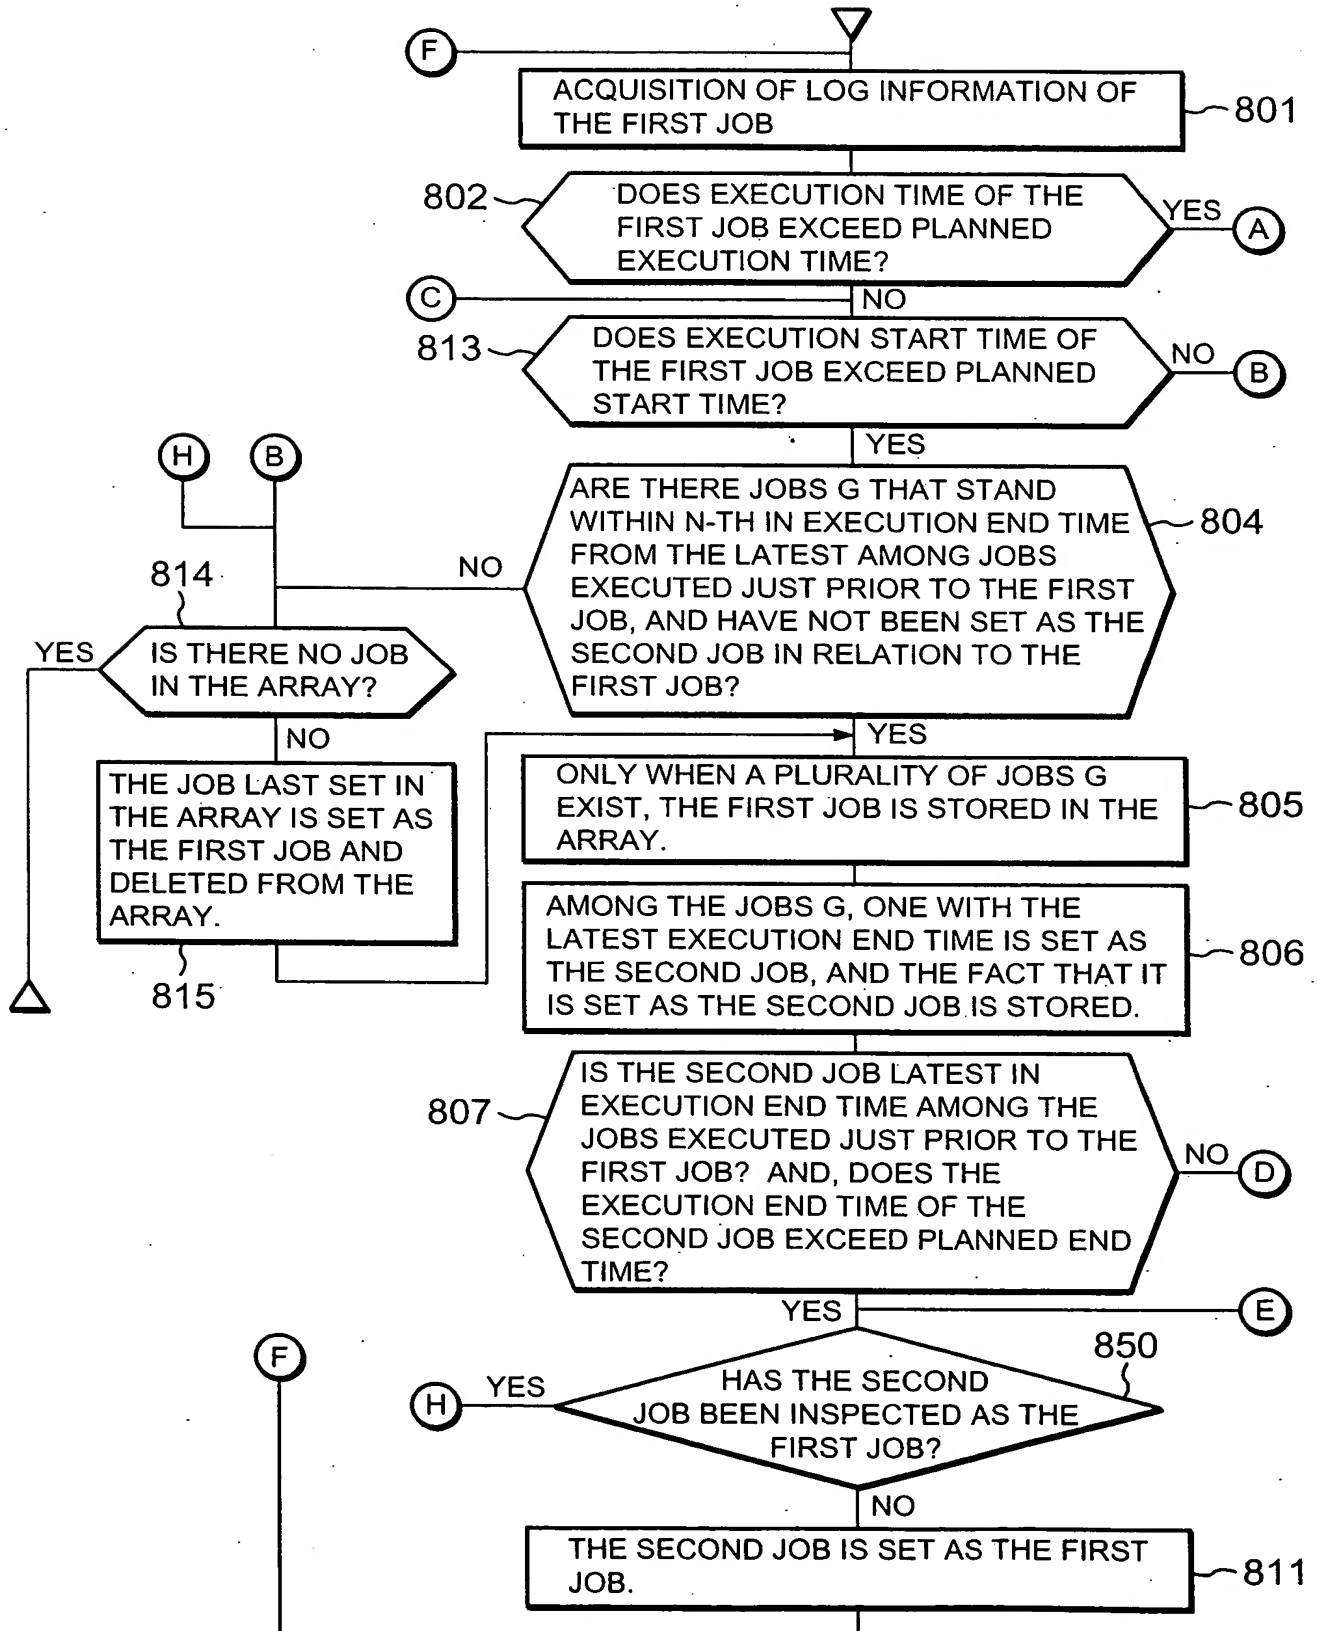 F
ACQUISITION OF LOG INFORMATION OF
THE FIRST JOB
801
802
DOES EXECUTION TIME OF THE
FIRST JOB EXCEED PLANNED
EXECUTION TIME?
YES
A
C
NO
813
DOES EXECUTION START TIME OF
THE FIRST JOB EXCEED PLANNED
START TIME?
NO
B
YES
H
B
ARE THERE JOBS G THAT STAND
WITHIN N-TH IN EXECUTION END TIME
FROM THE LATEST AMONG JOBS
EXECUTED JUST PRIOR TO THE FIRST
JOB, AND HAVE NOT BEEN SET AS THE
SECOND JOB IN RELATION TO THE
FIRST JOB?
804
NO
814
YES
IS THERE NO JOB
IN THE ARRAY?
NO
YES
THE JOB LAST SET IN
THE ARRAY IS SET AS
THE FIRST JOB AND
DELETED FROM THE
ARRAY.
815
ONLY WHEN A PLURALITY OF JOBS G
EXIST, THE FIRST JOB IS STORED IN THE
ARRAY.
805
AMONG THE JOBS G, ONE WITH THE
LATEST EXECUTION END TIME IS SET AS
THE SECOND JOB, AND THE FACT THAT IT
IS SET AS THE SECOND JOB IS STORED.
806
807
IS THE SECOND JOB LATEST IN
EXECUTION END TIME AMONG THE
JOBS EXECUTED JUST PRIOR TO THE
FIRST JOB? AND, DOES THE
EXECUTION END TIME OF THE
SECOND JOB EXCEED PLANNED END
TIME?
NO
D
YES
E
F
850
H
YES
HAS THE SECOND
JOB BEEN INSPECTED AS THE
FIRST JOB?
NO
THE SECOND JOB IS SET AS THE FIRST
JOB.
811